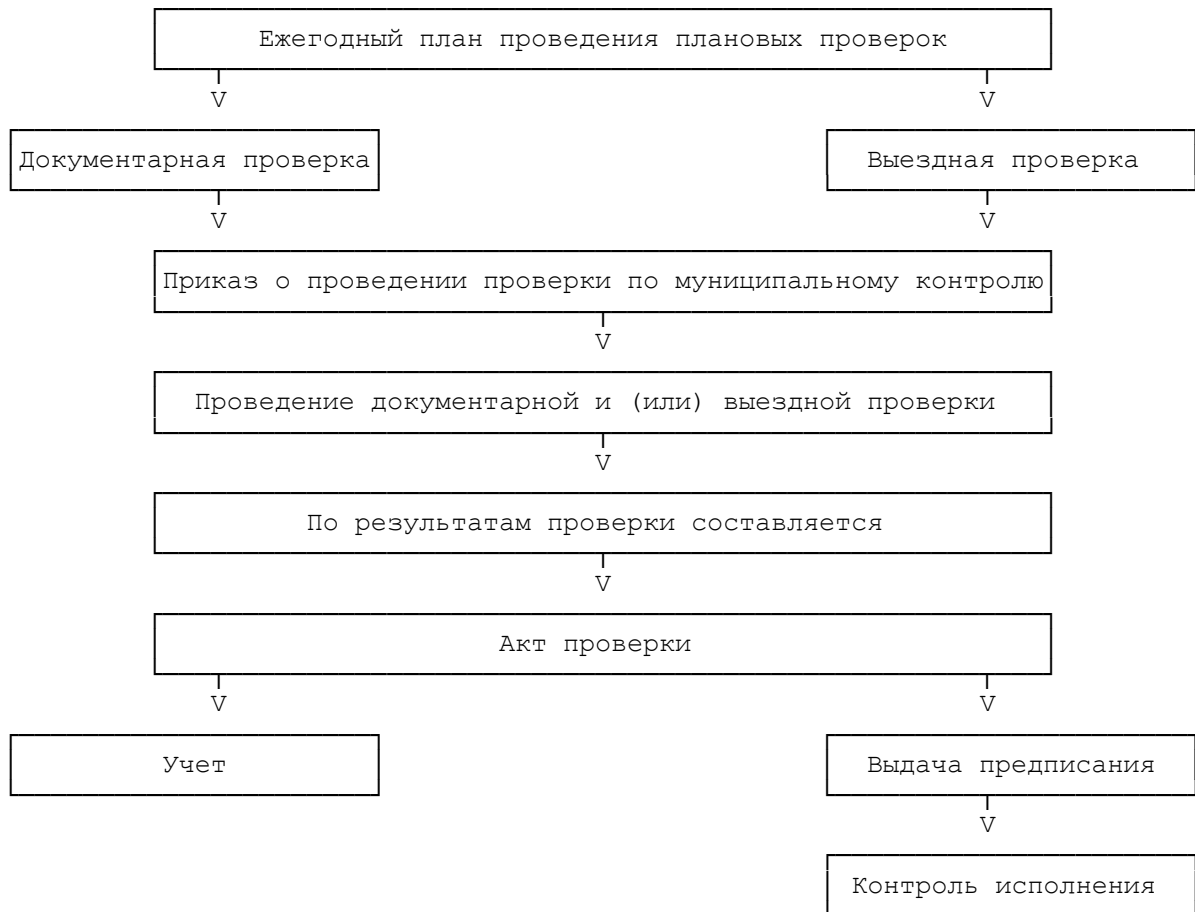 Ежегодный план проведения плановых проверок
V V
Документарная проверка Выездная проверка
V V
Приказ о проведении проверки по муниципальному контролю
V
Проведение документарной и (или) выездной проверки
V
По результатам проверки составляется
V
Акт проверки
V V
Учет Выдача предписания
V
Контроль исполнения